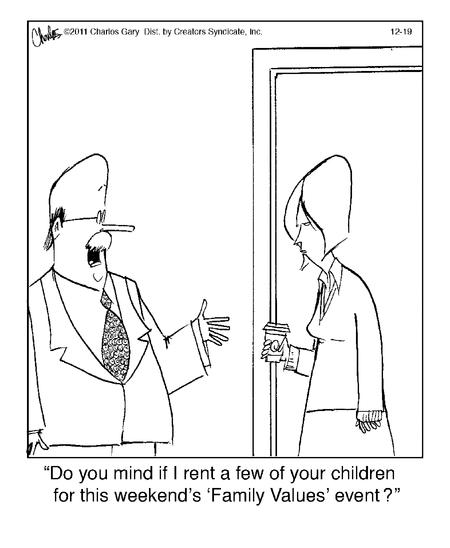 Charles ©2011 Charlos Gary Dist. by Creators Syndicate, Inc. 12-19
“Do you mind if I rent a few of your children
for this weekend's ‘Family Values’ event?”